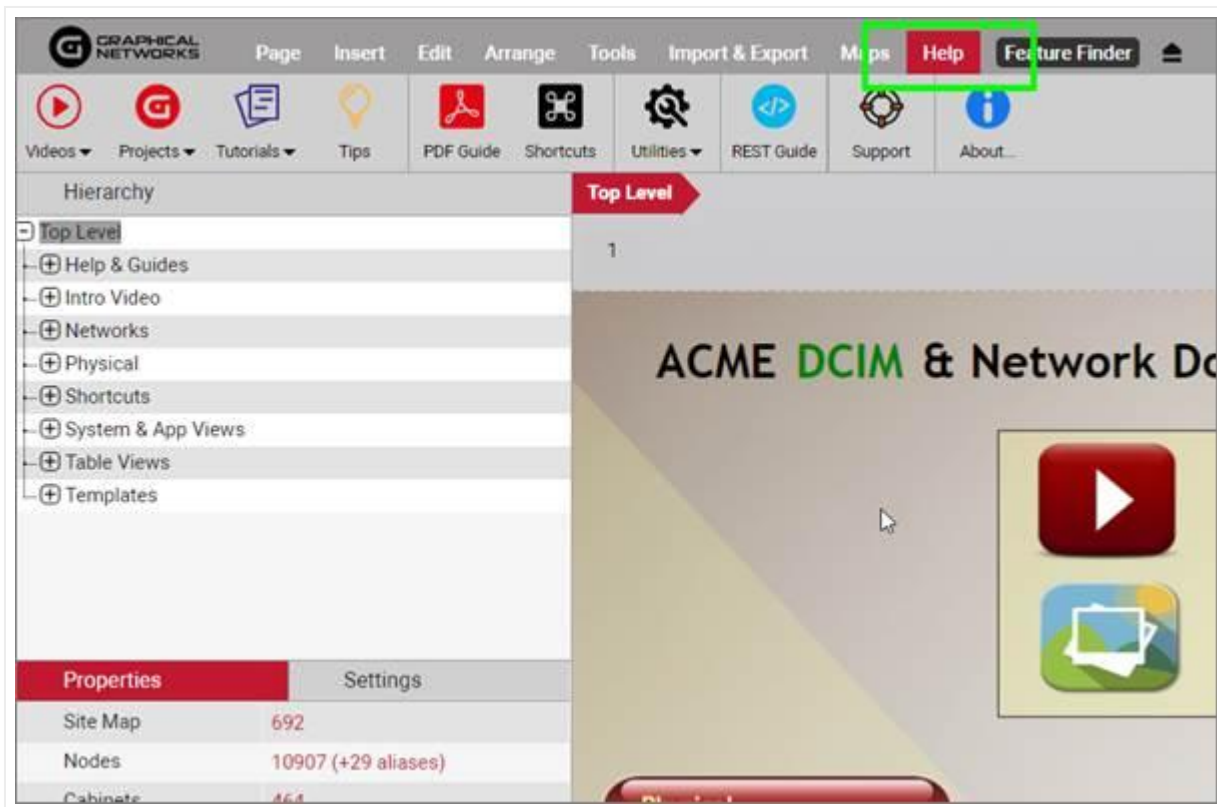 GRAPHICAL
NETWORKS
Page Insert Edit Arrange Tools Import & Export Maps Help Feature Finder
Videos Projects Tutorials Tips PDF Guide Shortcuts Utilities REST Guide Support About...
Hierarchy
Top Level
Top Level
1
Help & Guides
Intro Video
Networks
Physical
Shortcuts
System & App Views
Table Views
Templates
ACME DCIM & Network Do
Properties Settings
Site Map 692
Nodes 10907 (+29 aliases)
Cabinets 464
Physical